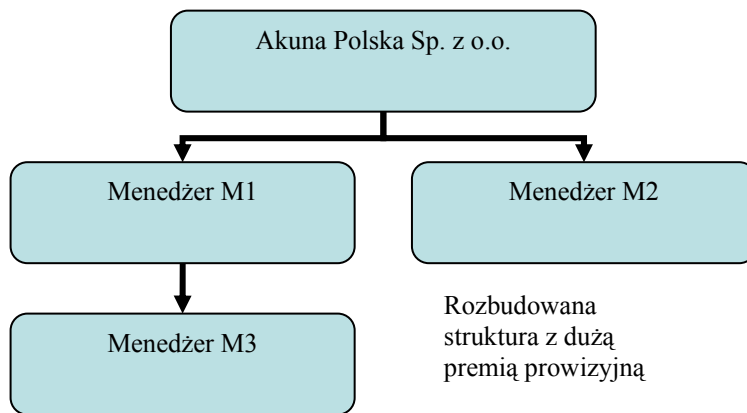 Akuna Polska Sp. z o.o.
Menedżer M1
Menedżer M2
Menedżer M3
Rozbudowana
struktura z dużą
premią prowizyjną